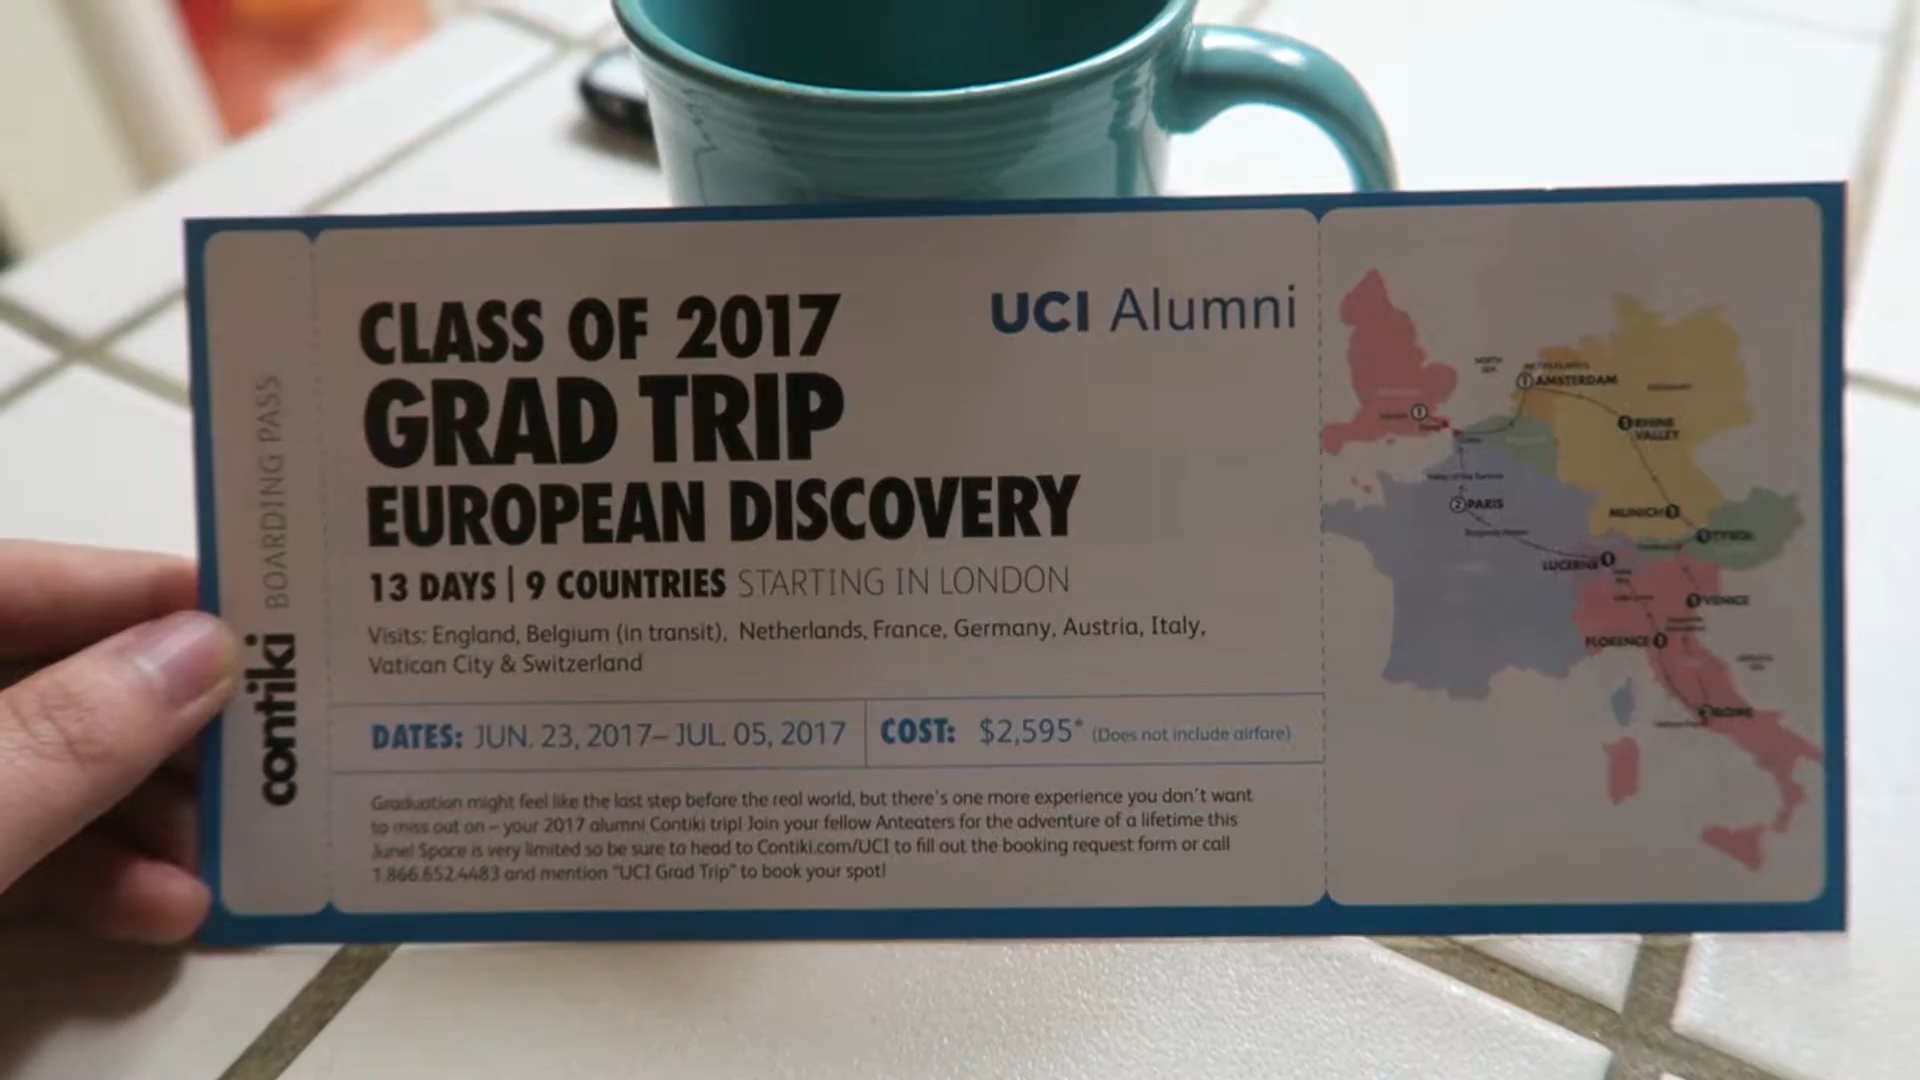 contiki BOARDING PASS
CLASS OF 2017
GRAD TRIP
EUROPEAN DISCOVERY
UCI Alumni
13 DAYS | 9 COUNTRIES STARTING IN LONDON
Visits: England, Belgium (in transit), Netherlands, France, Germany, Austria, Italy,
Vatican City & Switzerland
DATES: JUN. 23, 2017– JUL. 05, 2017
COST: $2,595* (Does not include airfare)
Graduation might feel like the last step before the real world, but there's one more experience you don't want
to miss out on – your 2017 alumni Contiki trip! Join your fellow Anteaters for the adventure of a lifetime this
June! Space is very limited so be sure to head to Contiki.com/UCI to fill out the booking request form or call
1.866.652.4483 and mention "UCI Grad Trip" to book your spot!
NORTH
SEA
NETHERLANDS
1 AMSTERDAM
1
RHINE
VALLEY
2 PARIS
MUNICH
TYROL
LUCERNE
VENICE
FLORENCE
ROME